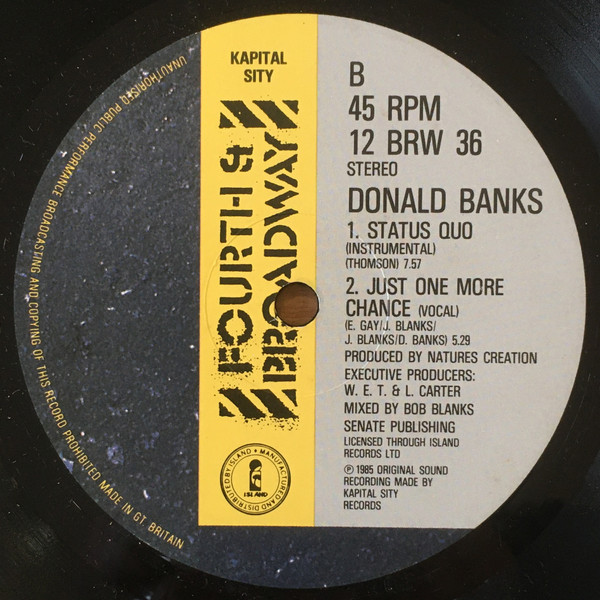 KAPITAL
SITY
FOURTH &
BROADWAY
MANUFACTURED AND DISTRIBUTED BY ISLAND
ISLAND
B
45 RPM
12 BRW 36
STEREO
DONALD BANKS
1. STATUS QUO
(INSTRUMENTAL)
(THOMSON) 7.57
2. JUST ONE MORE
CHANCE (VOCAL)
(E. GAY/J. BLANKS/
J. BLANKS/D. BANKS) 5.29
PRODUCED BY NATURES CREATION
EXECUTIVE PRODUCERS:
W. E. T. & L. CARTER
MIXED BY BOB BLANKS
SENATE PUBLISHING
LICENSED THROUGH ISLAND
RECORDS LTD
℗ 1985 ORIGINAL SOUND
RECORDING MADE BY
KAPITAL SITY
RECORDS
UNAUTHORISED PUBLIC PERFORMANCE BROADCASTING AND COPYING OF THIS RECORD PROHIBITED MADE IN GT. BRITAIN